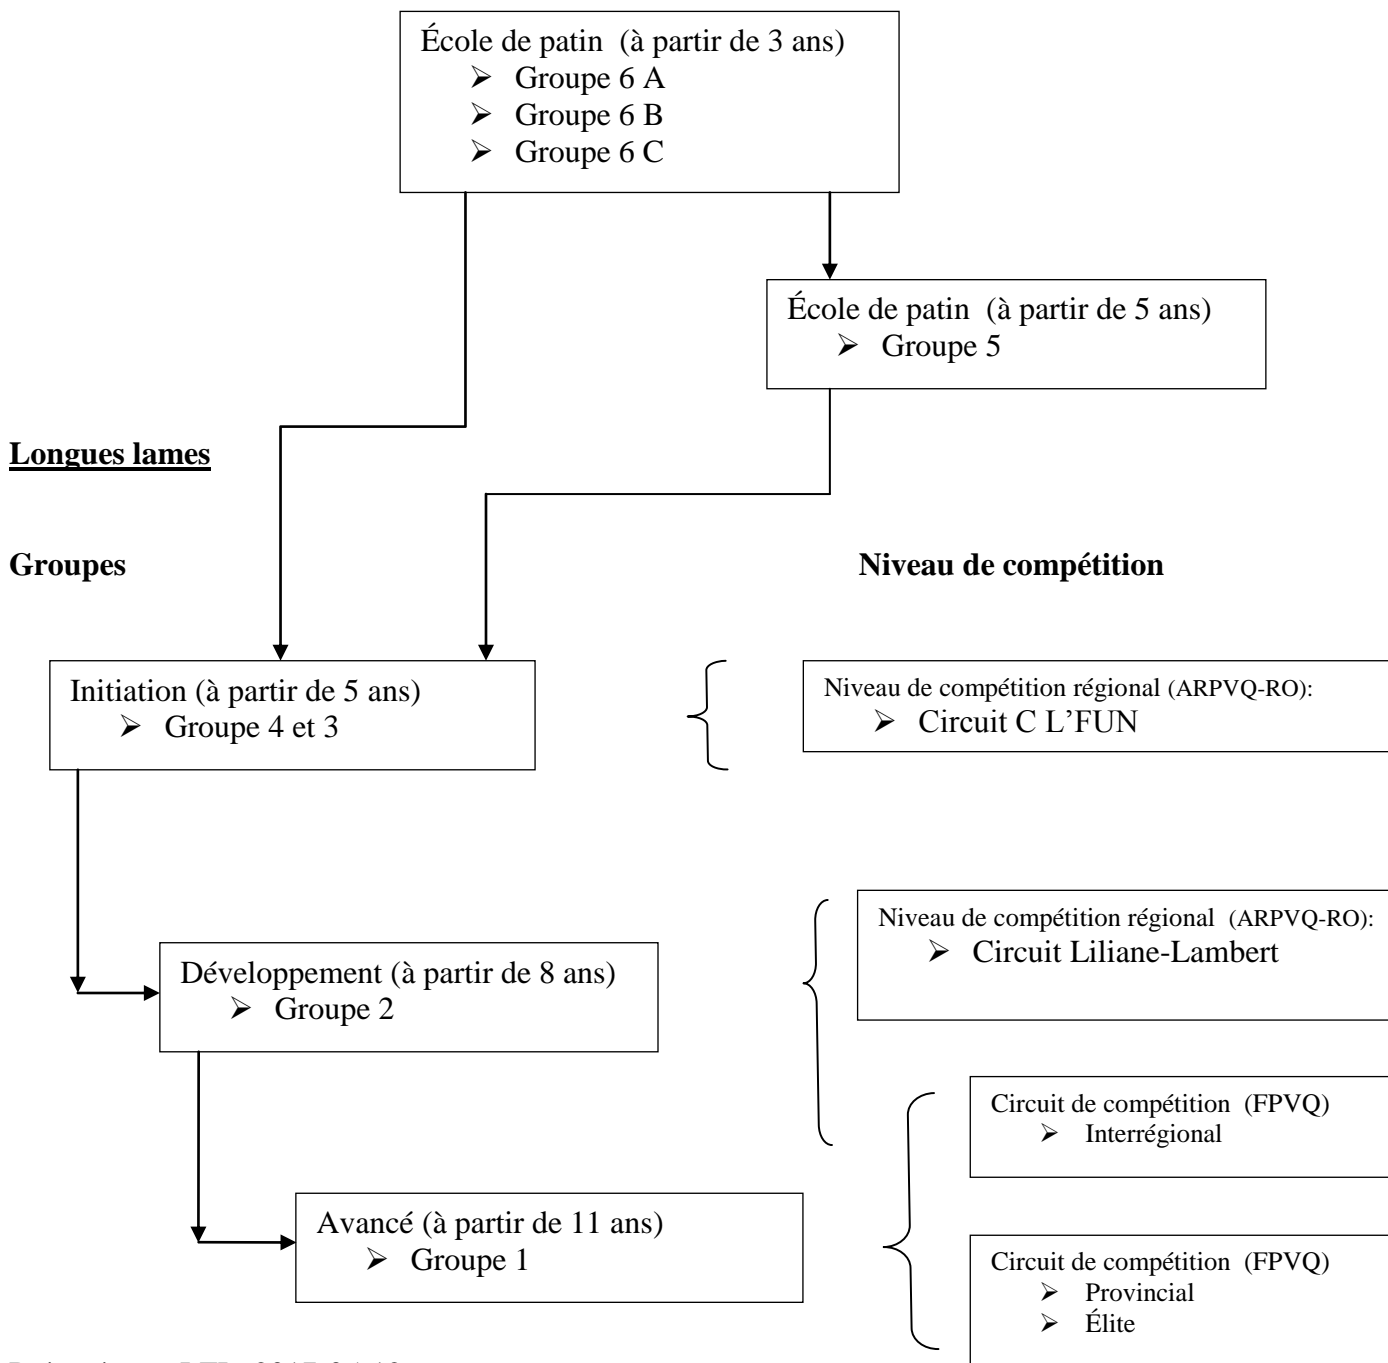 École de patin (à partir de 3 ans)
➢ Groupe 6 A
➢ Groupe 6 B
➢ Groupe 6 C
École de patin (à partir de 5 ans)
➢ Groupe 5
Longues lames
Groupes
Niveau de compétition
Initiation (à partir de 5 ans)
➢ Groupe 4 et 3
Niveau de compétition régional (ARPVQ-RO):
➢ Circuit C L’FUN
Développement (à partir de 8 ans)
➢ Groupe 2
Niveau de compétition régional (ARPVQ-RO):
➢ Circuit Liliane-Lambert
Circuit de compétition (FPVQ)
➢ Interrégional
Avancé (à partir de 11 ans)
➢ Groupe 1
Circuit de compétition (FPVQ)
➢ Provincial
➢ Élite